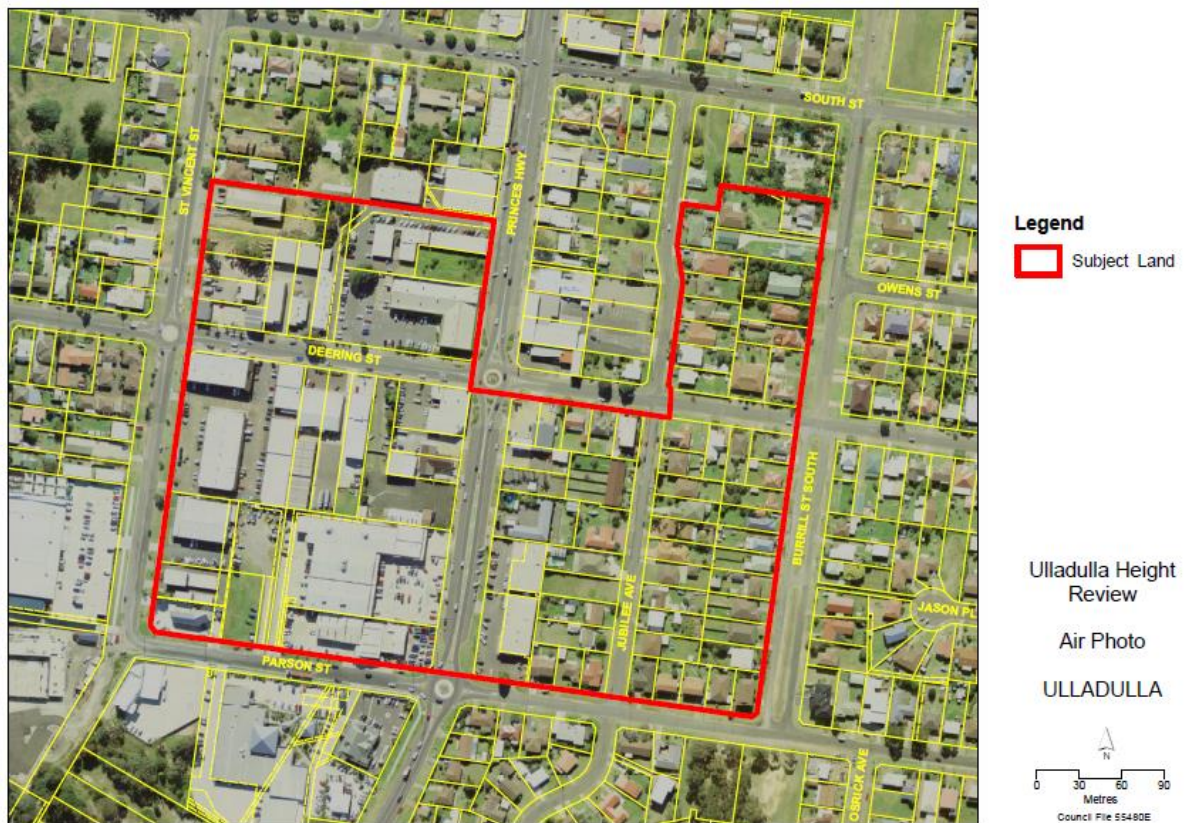 SOUTH ST
ST VINCENT ST
PRINCES HWY
OWENS ST
DEERING ST
BURRILL ST SOUTH
JUBILEE AVE
JASON PL
PARSON ST
OSRICK AVE
Legend
Subject Land
Ulladulla Height
Review
Air Photo
ULLADULLA
N
0 30 60 90
Metres
Council File 55480E